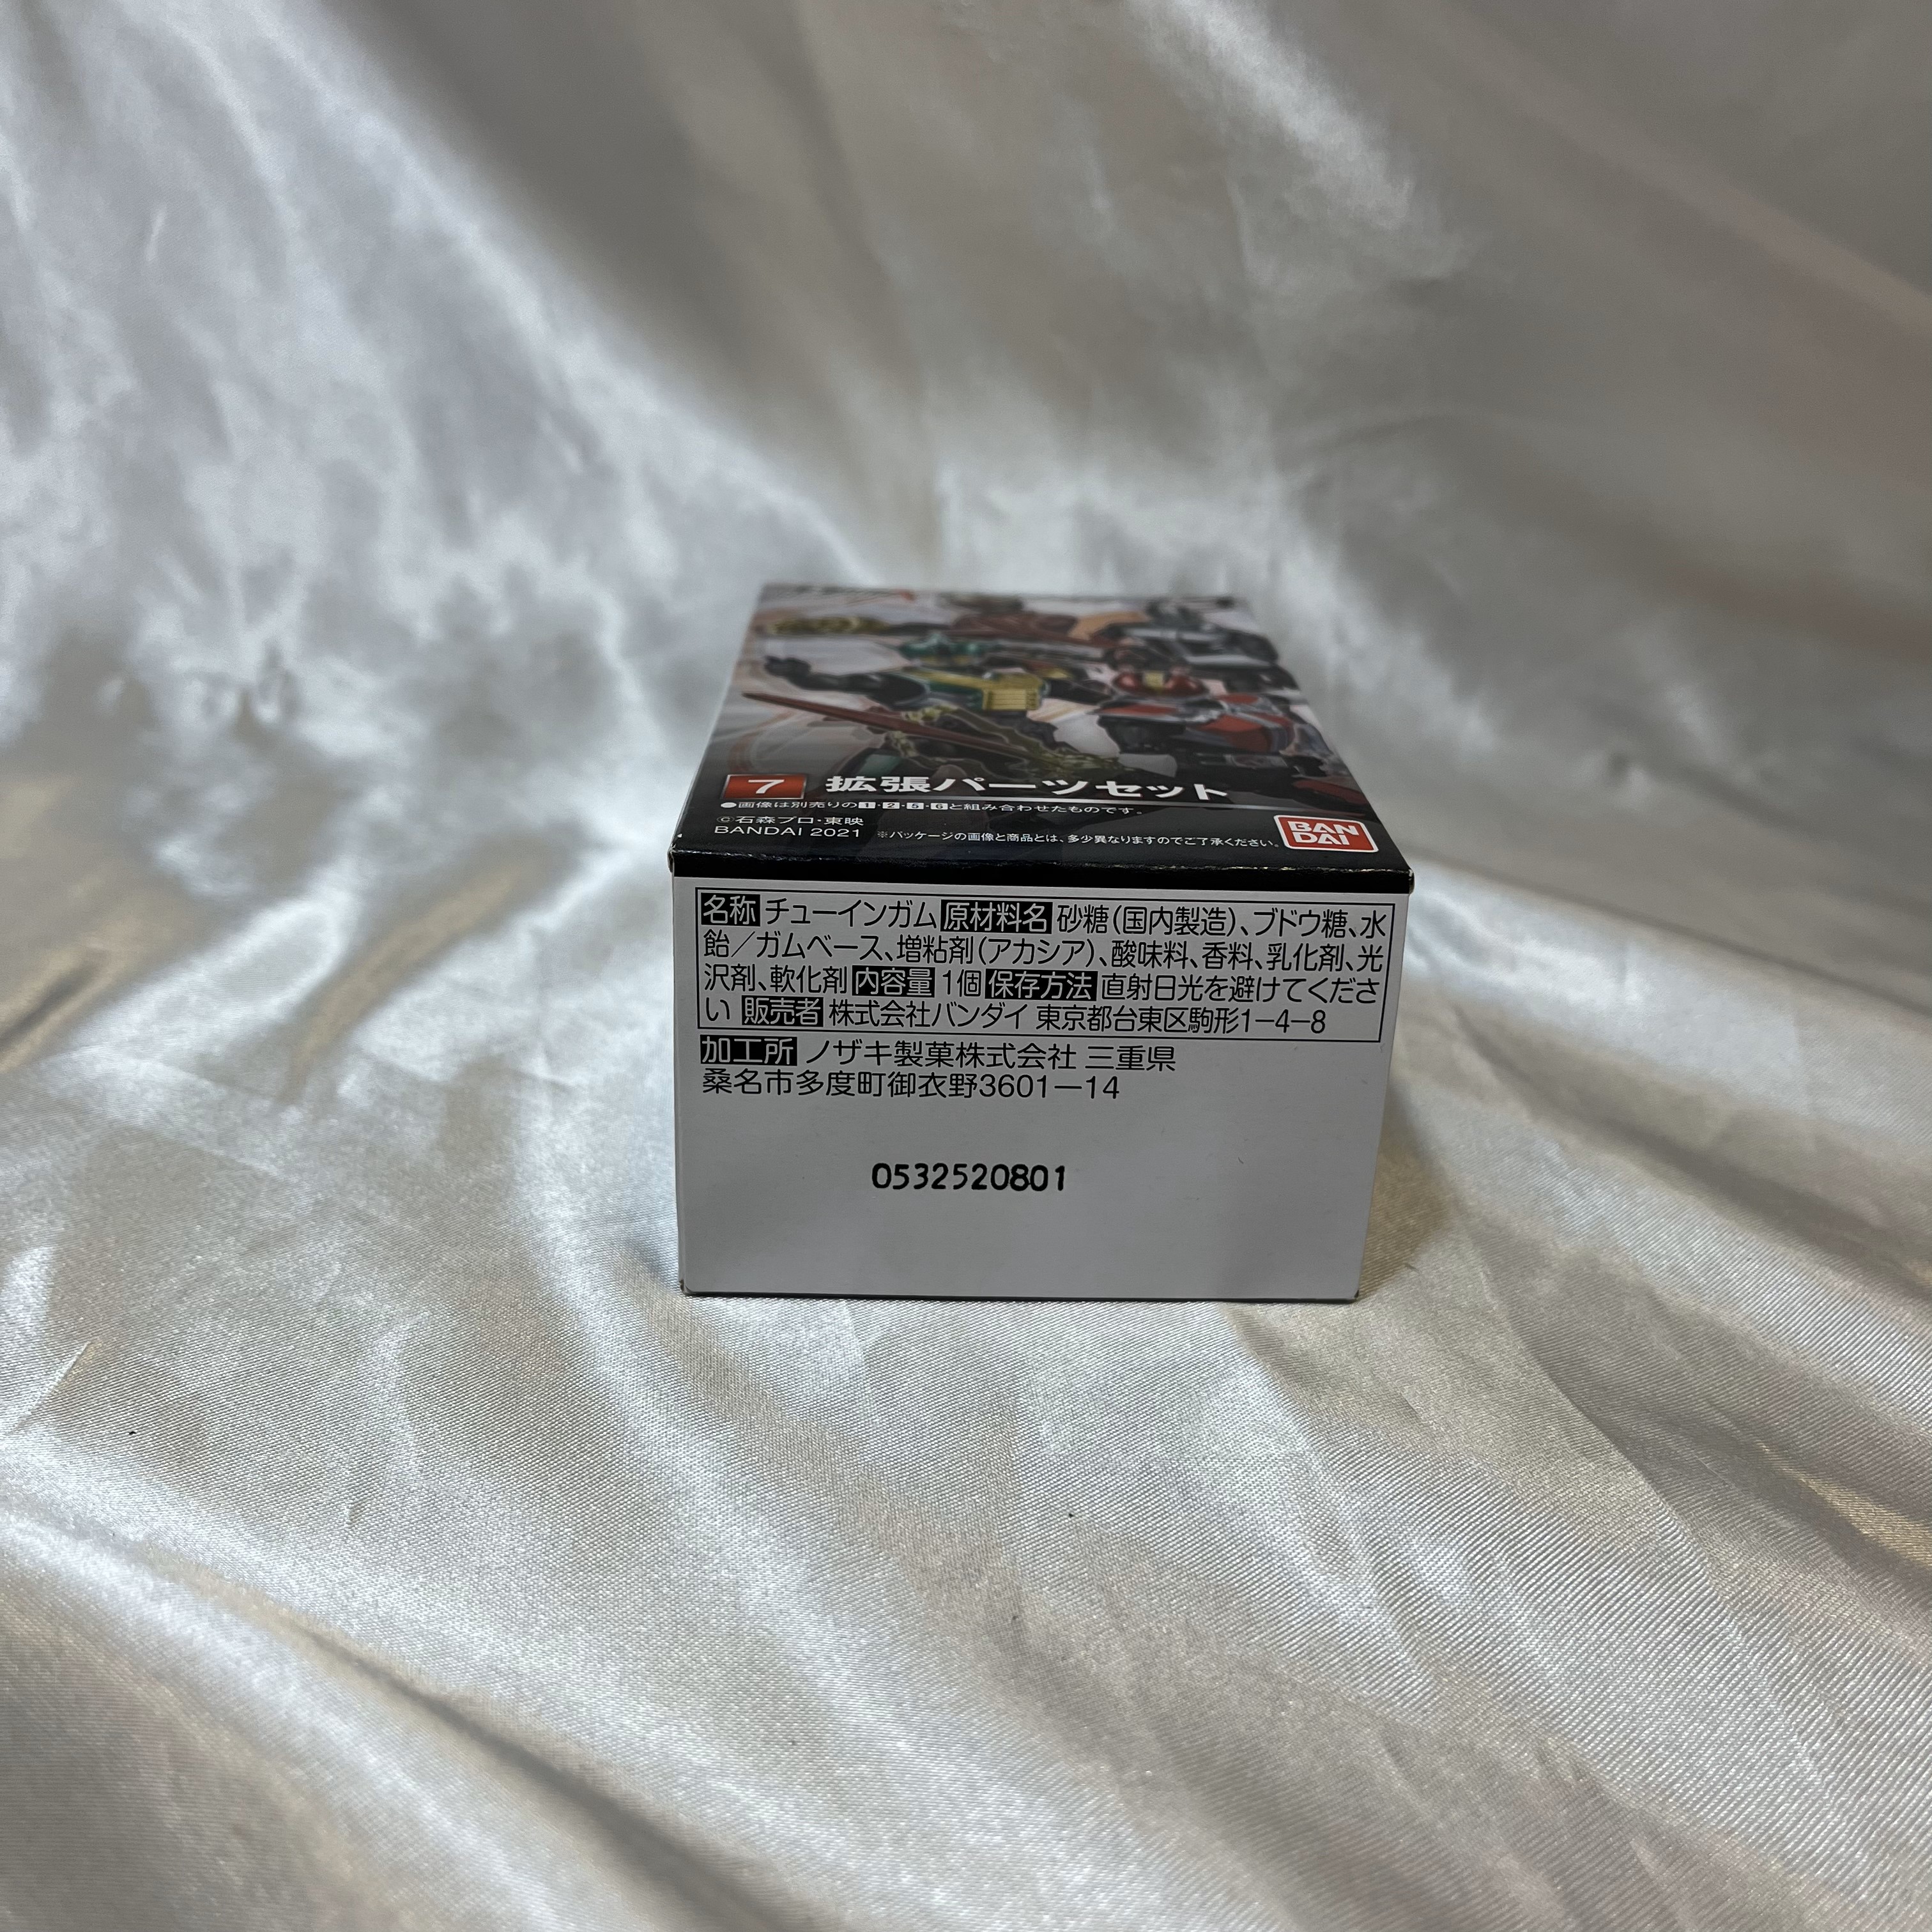 7 拡張パーツセット
●画像は別売りの1・2・5・6と組み合わせたものです。
©石森プロ・東映
BANDAI 2021 ※パッケージの画像と商品とは、多少異なりますのでご了承ください。
BAN
DAI
名称 チューインガム 原材料名 砂糖(国内製造)、ブドウ糖、水
飴/ガムベース、増粘剤(アカシア)、酸味料、香料、乳化剤、光
沢剤、軟化剤 内容量 1個 保存方法 直射日光を避けてくださ
い 販売者 株式会社バンダイ 東京都台東区駒形1-4-8
加工所 ノザキ製菓株式会社 三重県
桑名市多度町御衣野3601-14
0532520801